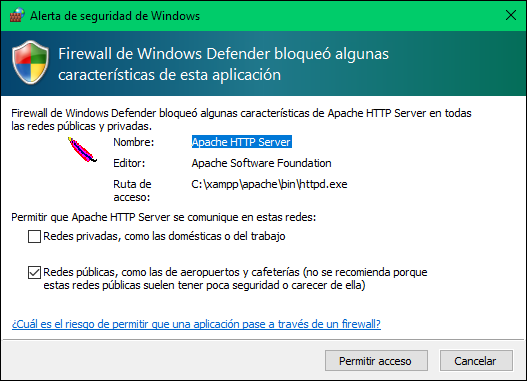 Alerta de seguridad de Windows
Firewall de Windows Defender bloqueó algunas
características de esta aplicación
Firewall de Windows Defender bloqueó algunas características de Apache HTTP Server en todas
las redes públicas y privadas.
Nombre: Apache HTTP Server
Editor: Apache Software Foundation
Ruta de C:\xampp\apache\bin\httpd.exe
acceso:
Permitir que Apache HTTP Server se comunique en estas redes:
Redes privadas, como las domésticas o del trabajo
Redes públicas, como las de aeropuertos y cafeterías (no se recomienda porque
estas redes públicas suelen tener poca seguridad o carecer de ella)
¿Cuál es el riesgo de permitir que una aplicación pase a través de un firewall?
Permitir acceso Cancelar